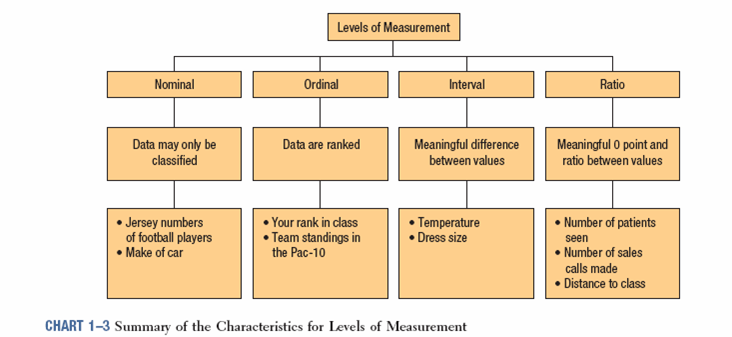 Levels of Measurement
Nominal
Ordinal
Interval
Ratio
Data may only be
classified
Data are ranked
Meaningful difference
between values
Meaningful 0 point and
ratio between values
• Jersey numbers
of football players
• Make of car
• Your rank in class
• Team standings in
the Pac-10
• Temperature
• Dress size
• Number of patients
seen
• Number of sales
calls made
• Distance to class
CHART 1–3 Summary of the Characteristics for Levels of Measurement